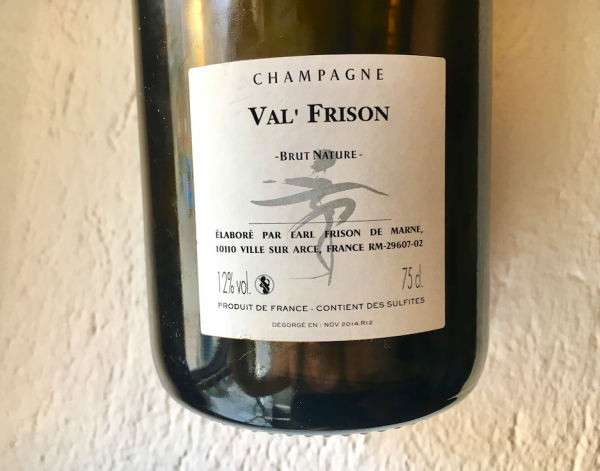 CHAMPAGNE
VAL' FRISON
-BRUT NATURE-
ÉLABORÉ PAR EARL FRISON DE MARNE,
10110 VILLE SUR ARCE, FRANCE RM-29607-02
12% vol. 75 cl.
PRODUIT DE FRANCE - CONTIENT DES SULFITES
DÉGORGÉ EN : NOV 2014.R12